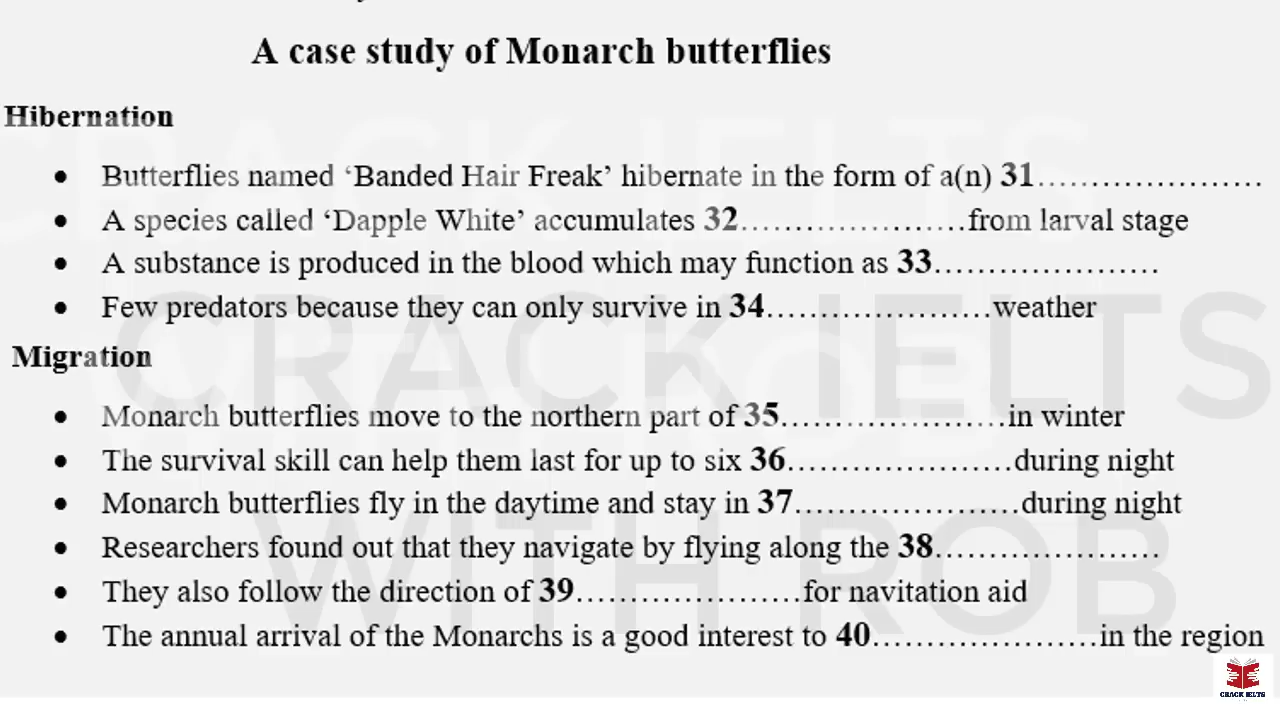 A case study of Monarch butterflies
Hibernation
• Butterflies named ‘Banded Hair Freak’ hibernate in the form of a(n) 31.....................
• A species called ‘Dapple White’ accumulates 32.....................from larval stage
• A substance is produced in the blood which may function as 33.....................
• Few predators because they can only survive in 34.....................weather
Migration
• Monarch butterflies move to the northern part of 35.....................in winter
• The survival skill can help them last for up to six 36.....................during night
• Monarch butterflies fly in the daytime and stay in 37.....................during night
• Researchers found out that they navigate by flying along the 38.....................
• They also follow the direction of 39.....................for navitation aid
• The annual arrival of the Monarchs is a good interest to 40.....................in the region
CRACK IELTS
WITH ROB
CRACK IELTS